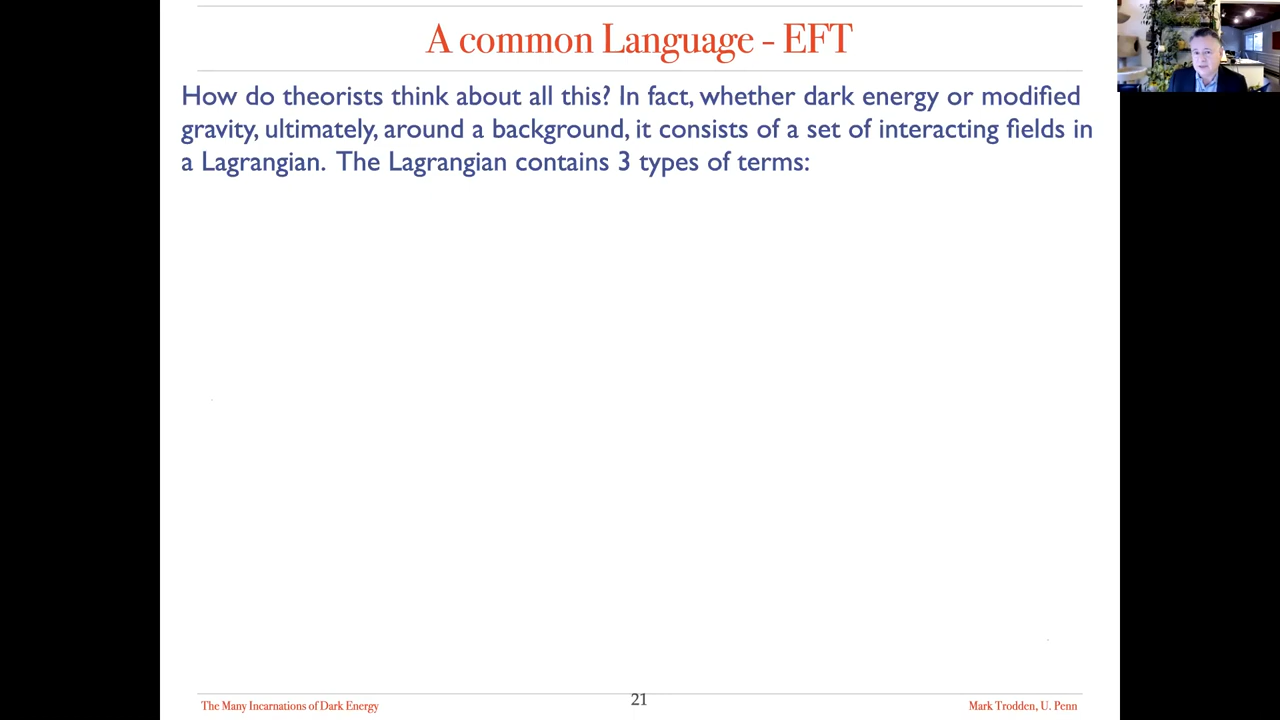 A common Language - EFT
How do theorists think about all this? In fact, whether dark energy or modified
gravity, ultimately, around a background, it consists of a set of interacting fields in
a Lagrangian. The Lagrangian contains 3 types of terms:
The Many Incarnations of Dark Energy
21
Mark Trodden, U. Penn